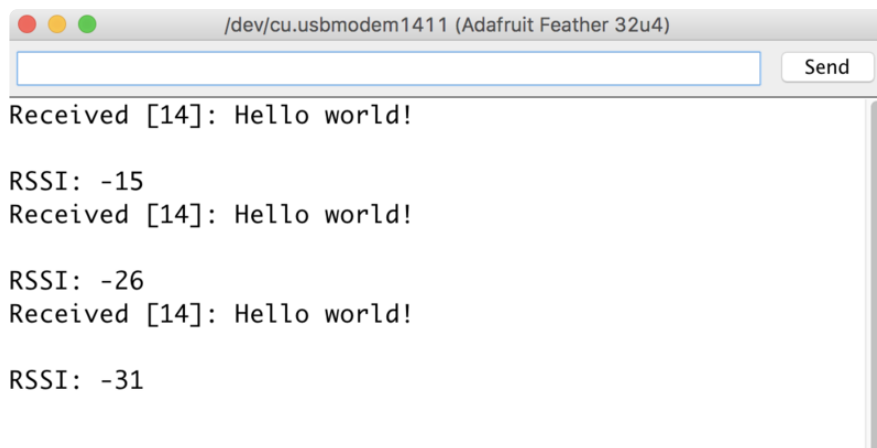 /dev/cu.usbmodem1411 (Adafruit Feather 32u4)
Send
Received [14]: Hello world!
RSSI: -15
Received [14]: Hello world!
RSSI: -26
Received [14]: Hello world!
RSSI: -31